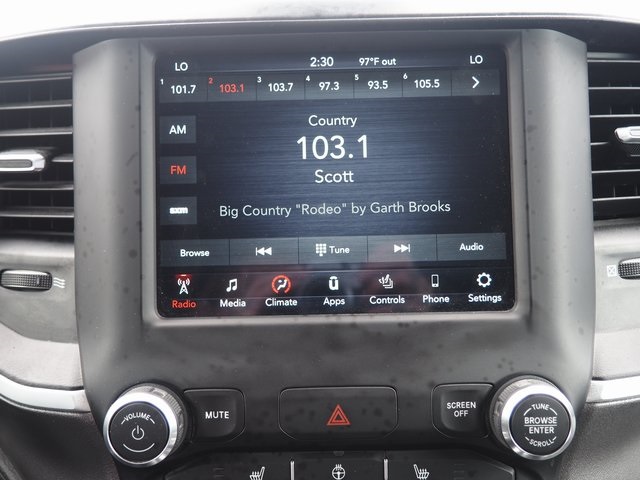 LO 2:30 97°F out LO
1 101.7 2 103.1 3 103.7 4 97.3 5 93.5 6 105.5
AM
FM
sxm
Country
103.1
Scott
Big Country "Rodeo" by Garth Brooks
Browse Tune Audio
Radio Media Climate Apps Controls Phone Settings
VOLUME
MUTE
SCREEN
OFF
TUNE
BROWSE
ENTER
SCROLL